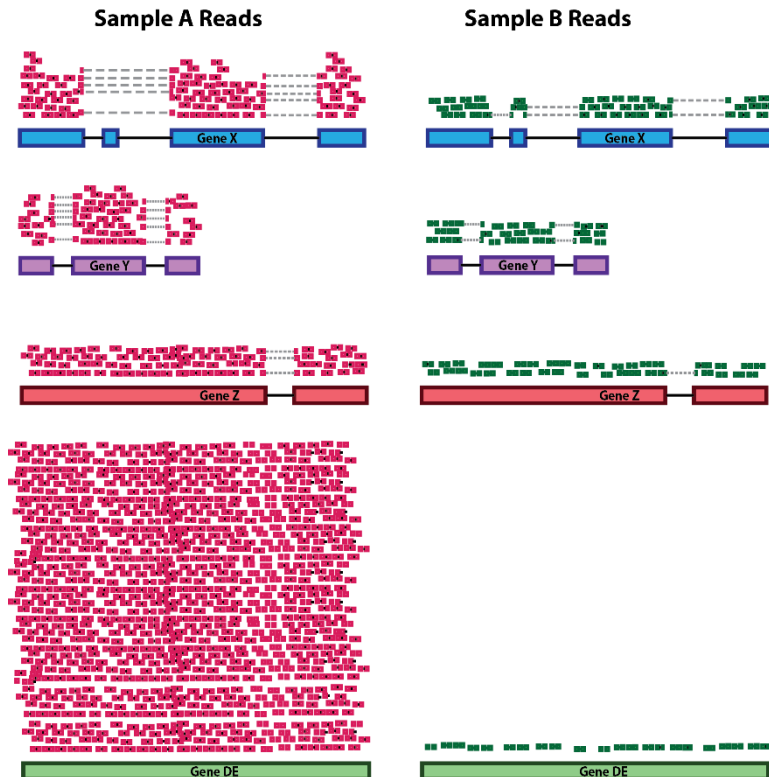 Sample A Reads
Sample B Reads
Gene X
Gene X
Gene Y
Gene Y
Gene Z
Gene Z
Gene DE
Gene DE